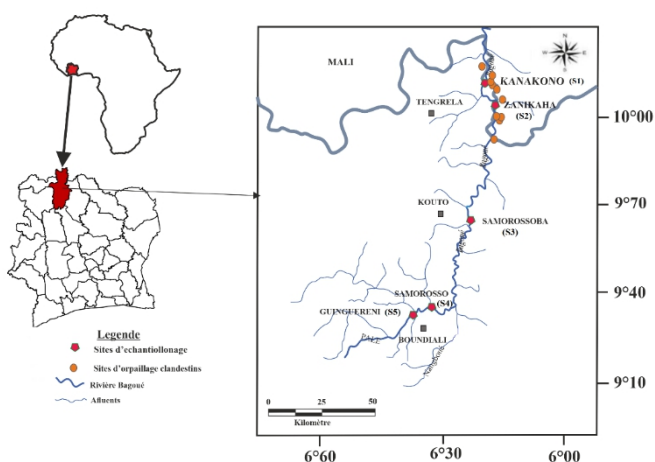 MALI
N
W
E
S
KANAKONO (S1)
TENGRELA
ZANIKAHA
(S2)
10°00
KOUTO
9°70
SAMOROSSOBA
(S3)
SAMOROSSO
(S4)
9°40
GUINGUERENI (S5)
BOUNDIALI
9°10
0 25 50
Kilomètre
6°60 6°30 6°00
Legende
Sites d'echantiollonage
Sites d'orpaillage clandestins
Rivière Bagoué
Afluents